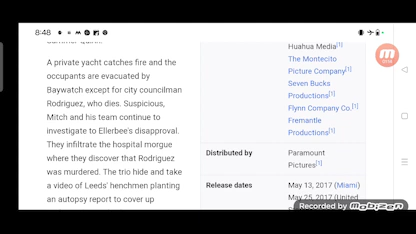 8:48
A private yacht catches fire and the
occupants are evacuated by
Baywatch except for city councilman
Rodriguez, who dies. Suspicious,
Mitch and his team continue to
investigate to Ellerbee's disapproval.
They infiltrate the hospital morgue
where they discover that Rodriguez
was murdered. The trio hide and take
a video of Leeds' henchmen planting
an autopsy report to cover up
Huahua Media[1]
The Montecito
Picture Company[1]
Seven Bucks
Productions[1]
Flynn Company Co.[1]
Fremantle
Productions[1]
Distributed by
Paramount
Pictures[1]
Release dates
May 13, 2017 (Miami)
May 25, 2017 (United
Recorded by Mobizen